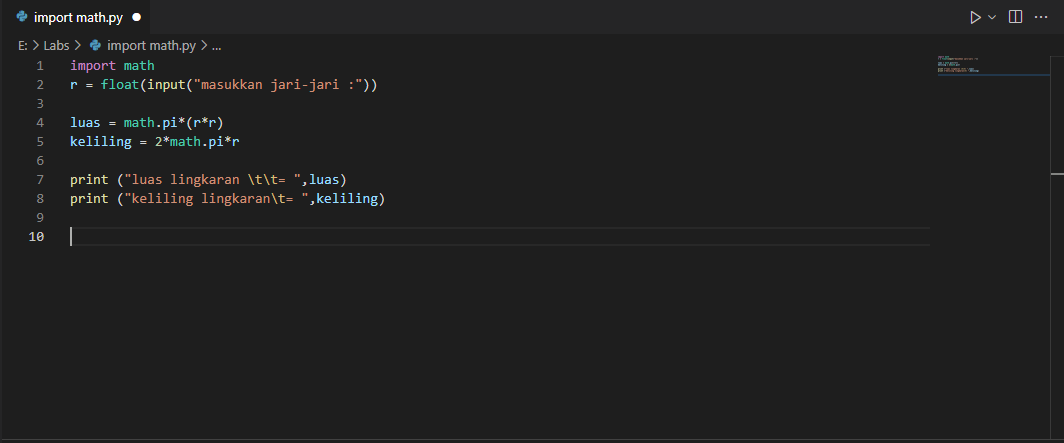 import math.py
E: > Labs > import math.py > ...
1 import math
2 r = float(input("masukkan jari-jari :"))
3
4 luas = math.pi*(r*r)
5 keliling = 2*math.pi*r
6
7 print ("luas lingkaran \t\t= ",luas)
8 print ("keliling lingkaran\t= ",keliling)
9
10